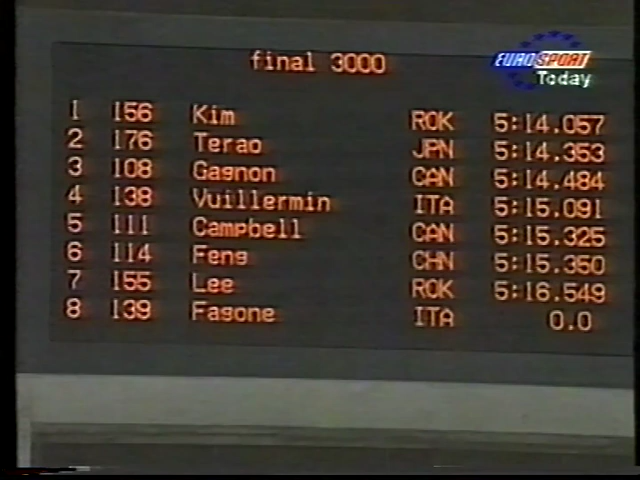 final 3000
EUROSPORT
Today
1 156 Kim ROK 5:14.057
2 176 Terao JPN 5:14.353
3 108 Gagnon CAN 5:14.484
4 138 Vuillermin ITA 5:15.091
5 111 Campbell CAN 5:15.325
6 114 Feng CHN 5:15.350
7 155 Lee ROK 5:16.549
8 139 Fagone ITA 0.0